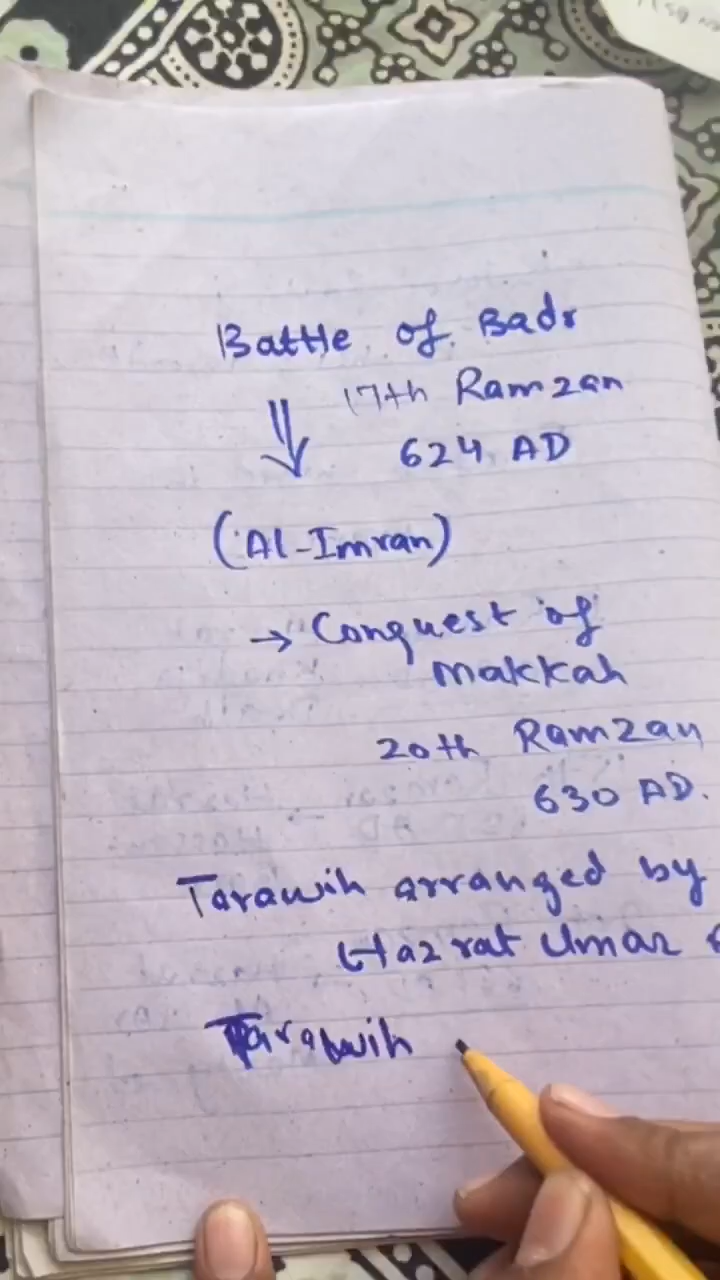 Battle of Badr
17th Ramzan
624 AD
(Al-Imran)
→ Conquest of
Makkah
20th Ramzan
630 AD.
Tarawih arranged by
Hazrat Umar
Tarawih